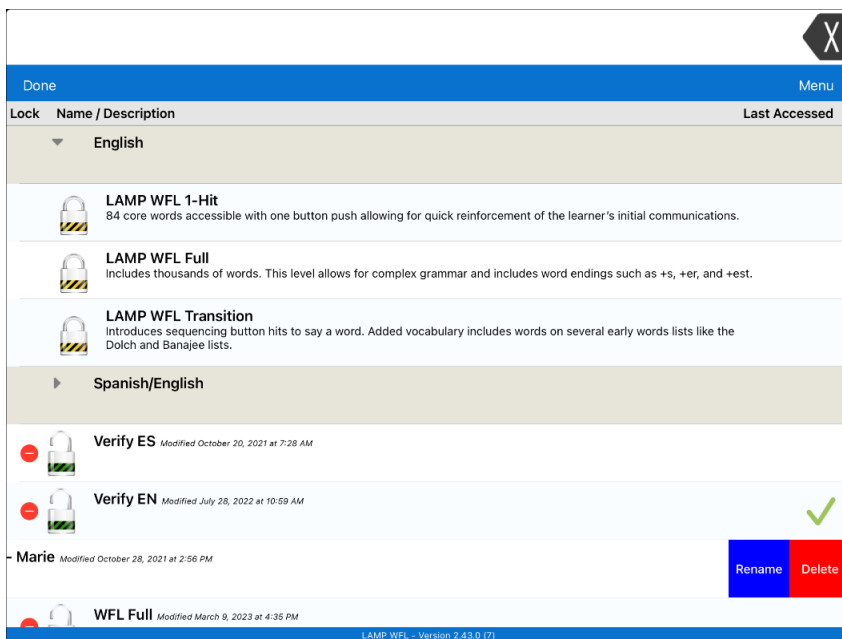 X
Done Menu
Lock Name / Description Last Accessed
English
LAMP WFL 1-Hit
84 core words accessible with one button push allowing for quick reinforcement of the learner's initial communications.
LAMP WFL Full
Includes thousands of words. This level allows for complex grammar and includes word endings such as +s, +er, and +est.
LAMP WFL Transition
Introduces sequencing button hits to say a word. Added vocabulary includes words on several early words lists like the
Dolch and Banajee lists.
Spanish/English
Verify ES Modified October 20, 2021 at 7:28 AM
Verify EN Modified July 28, 2022 at 10:59 AM
- Marie Modified October 28, 2021 at 2:56 PM Rename Delete
WFL Full Modified March 9, 2023 at 4:35 PM
LAMP WFL - Version 2.43.0 (7)